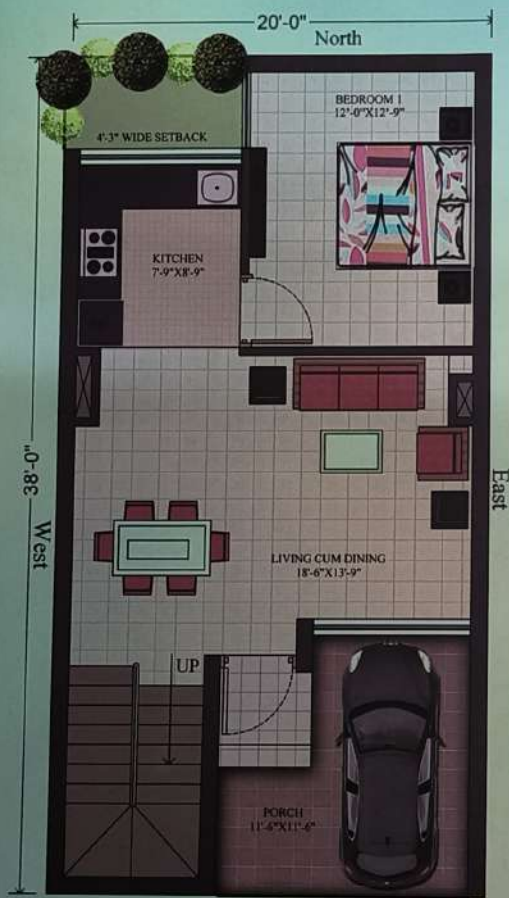 20'-0"
North
BEDROOM 1
12'-0"X12'-9"
4'-3" WIDE SETBACK
KITCHEN
7'-9"X8'-9"
38'-0"
West
East
LIVING CUM DINING
18'-6"X13'-9"
UP
PORCH
11'-6"X11'-6"